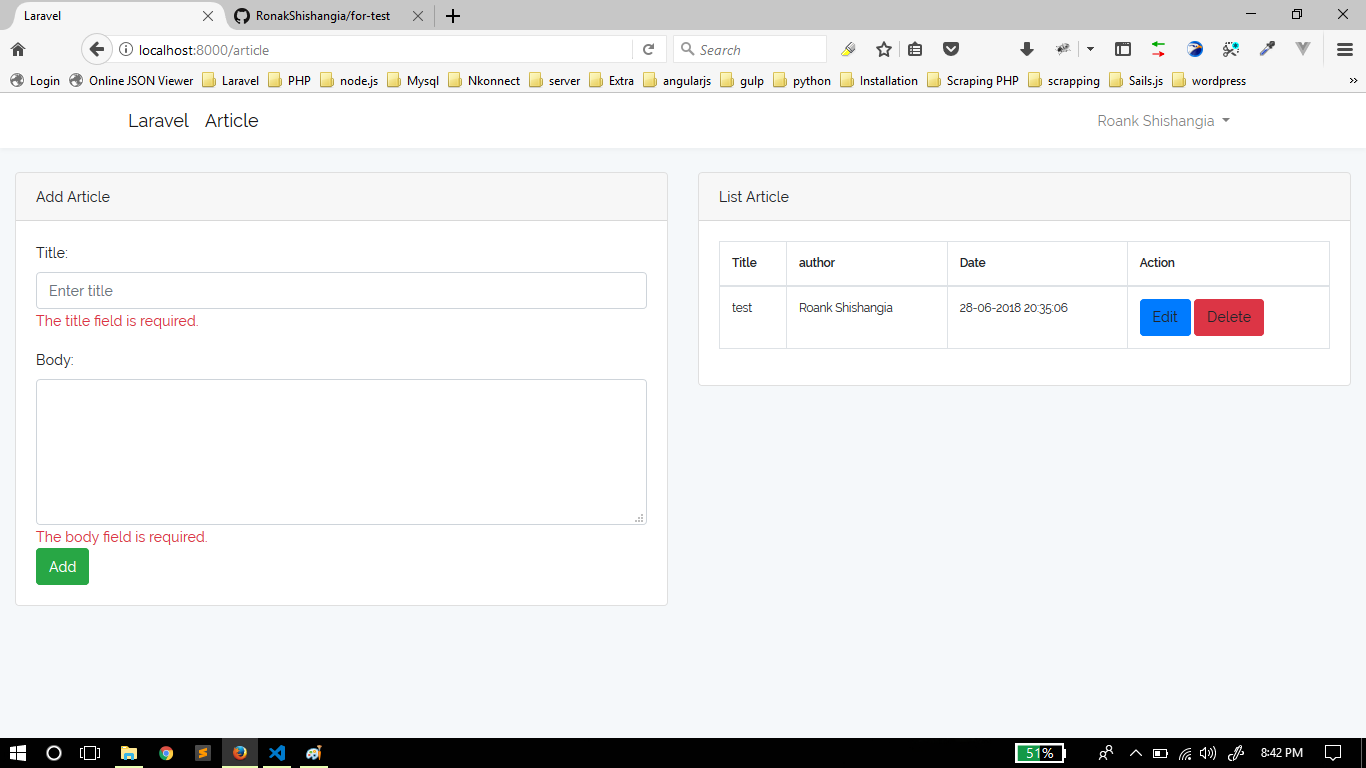 Laravel
RonakShishangia/for-test
localhost:8000/article
Search
Login Online JSON Viewer Laravel PHP node.js Mysql Nkonnect server Extra angularjs gulp python Installation Scraping PHP scrapping Sails.js wordpress
Laravel Article
Roank Shishangia
Add Article
Title:
Enter title
The title field is required.
Body:
The body field is required.
Add
List Article
Title author Date Action
test Roank Shishangia 28-06-2018 20:35:06 Edit Delete
51%
8:42 PM